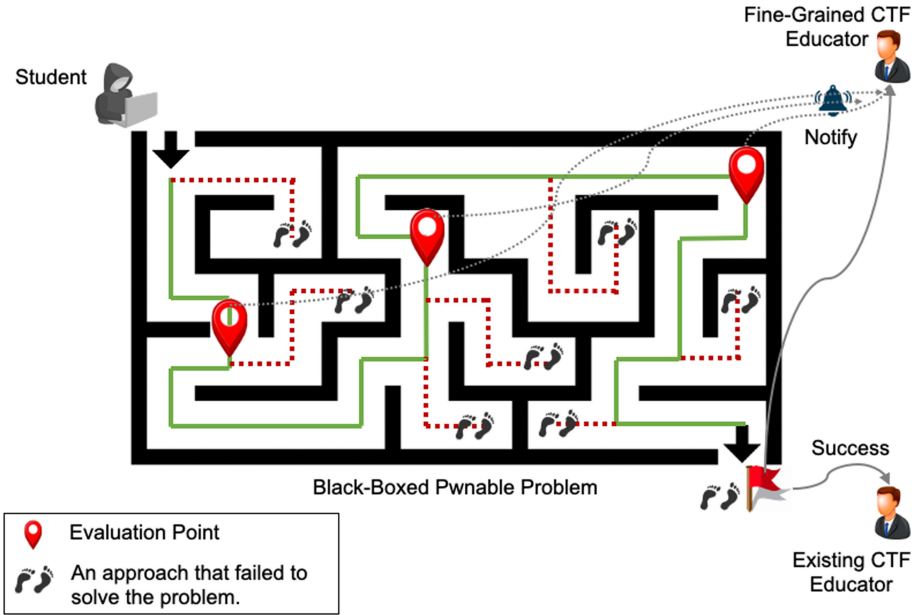 Fine-Grained CTF
Educator
Student
Notify
Success
Black-Boxed Pwnable Problem
Existing CTF
Educator
Evaluation Point
An approach that failed to
solve the problem.